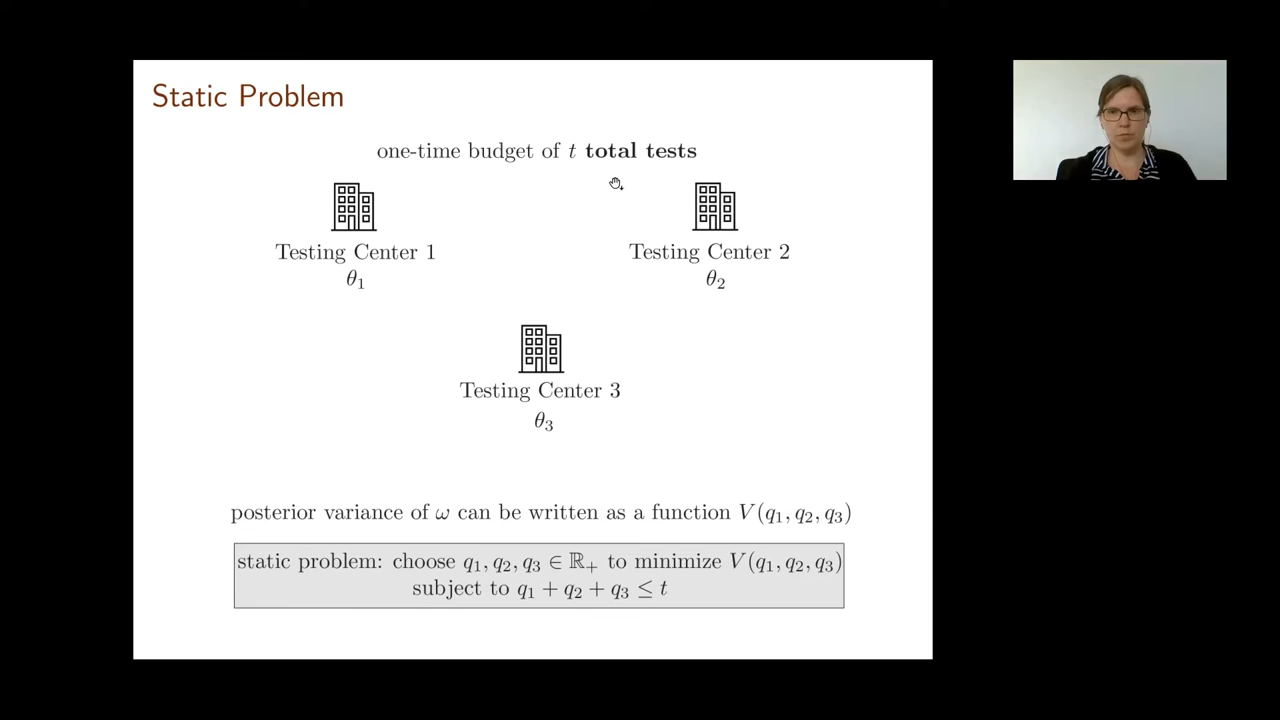 Static Problem
one-time budget of t total tests
Testing Center 1
θ₁
Testing Center 2
θ₂
Testing Center 3
θ₃
posterior variance of ω can be written as a function V(q₁, q₂, q₃)
static problem: choose q₁, q₂, q₃ ∈ ℝ₊ to minimize V(q₁, q₂, q₃)
subject to q₁ + q₂ + q₃ ≤ t